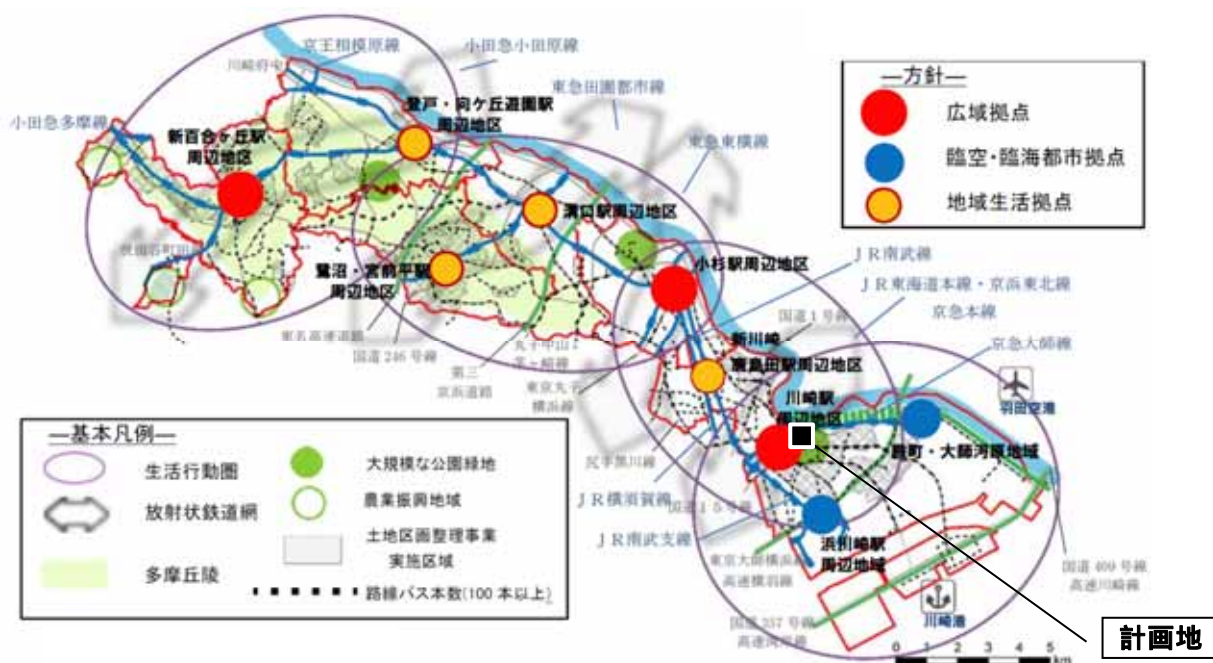 京王相模原線
小田急小田原線
東急田園都市線
東急東横線
小田急多摩線
登戸・向ケ丘遊園駅
周辺地区
新百合ヶ丘駅
周辺地区
溝口駅周辺地区
鷺沼・宮前平駅
周辺地区
小杉駅周辺地区
東名高速道路
国道246号線
第三
京浜道路
丸子中山
茅ヶ崎線
東京丸子
横浜線
新川崎
鹿島田駅周辺地区
川崎駅
周辺地区
国道1号線
JR南武線
JR東海道本線・京浜東北線
京急本線
京急大師線
羽田空港
殿町・大師河原地域
尻手黒川線
JR横須賀線
国道15号線
JR南武支線
浜川崎駅
周辺地域
東京大師横浜線
高速横羽線
国道357号線
高速湾岸線
川崎港
国道409号線
高速川崎線
計画地
0 1 2 3 4 5
km
―方針―
広域拠点
臨空・臨海都市拠点
地域生活拠点
―基本凡例―
生活行動圏
放射状鉄道網
多摩丘陵
大規模な公園緑地
農業振興地域
土地区画整理事業
実施区域
路線バス本数(100本以上)